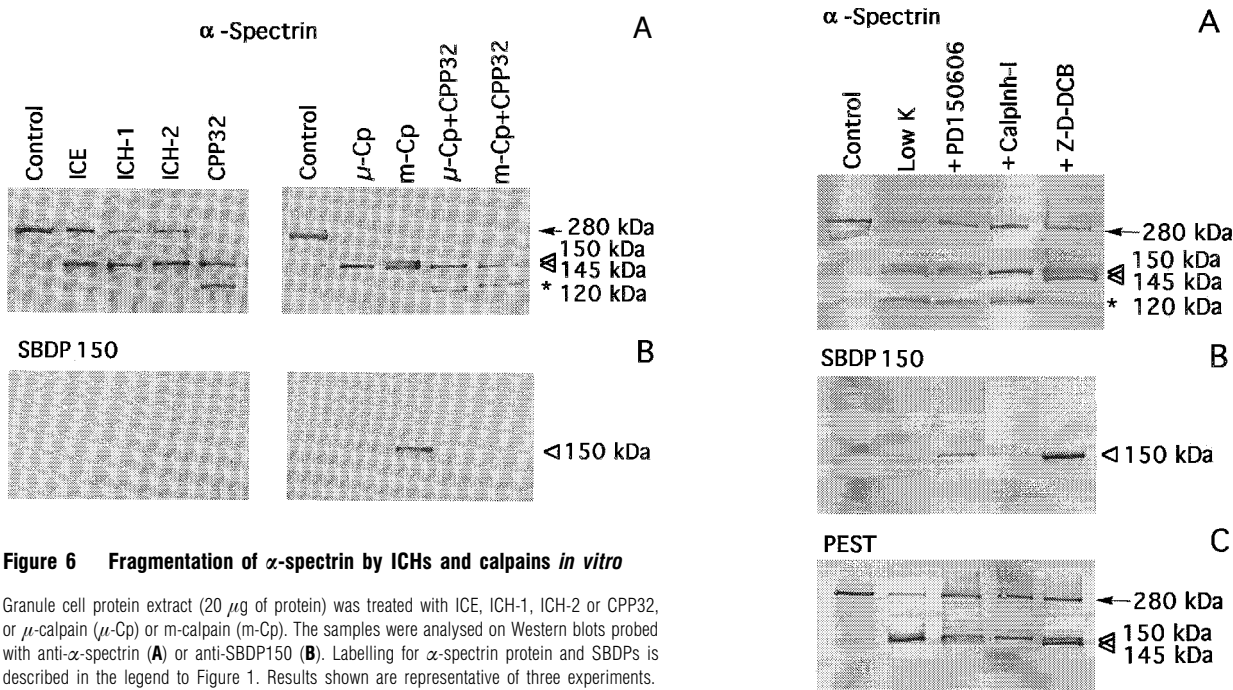 α -Spectrin
A
Control
ICE
ICH-1
ICH-2
CPP32
Control
μ-Cp
m-Cp
μ-Cp+CPP32
m-Cp+CPP32
280 kDa
150 kDa
145 kDa
* 120 kDa
SBDP 150
B
150 kDa
Figure 6 Fragmentation of α-spectrin by ICHs and calpains in vitro
Granule cell protein extract (20 μg of protein) was treated with ICE, ICH-1, ICH-2 or CPP32,
or μ-calpain (μ-Cp) or m-calpain (m-Cp). The samples were analysed on Western blots probed
with anti-α-spectrin (A) or anti-SBDP150 (B). Labelling for α-spectrin protein and SBDPs is
described in the legend to Figure 1. Results shown are representative of three experiments.
α -Spectrin
A
Control
Low K
+ PD150606
+ CalpInh-I
+ Z-D-DCB
280 kDa
150 kDa
145 kDa
* 120 kDa
SBDP 150
B
150 kDa
PEST
C
280 kDa
150 kDa
145 kDa